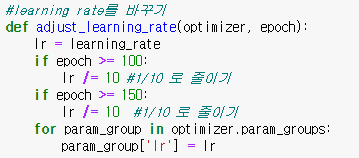 #learning rate를 바꾸기
def adjust_learning_rate(optimizer, epoch):
    lr = learning_rate
    if epoch >= 100:
        lr /= 10 #1/10 로 줄이기
    if epoch >= 150:
        lr /= 10  #1/10 로 줄이기
    for param_group in optimizer.param_groups:
        param_group['lr'] = lr